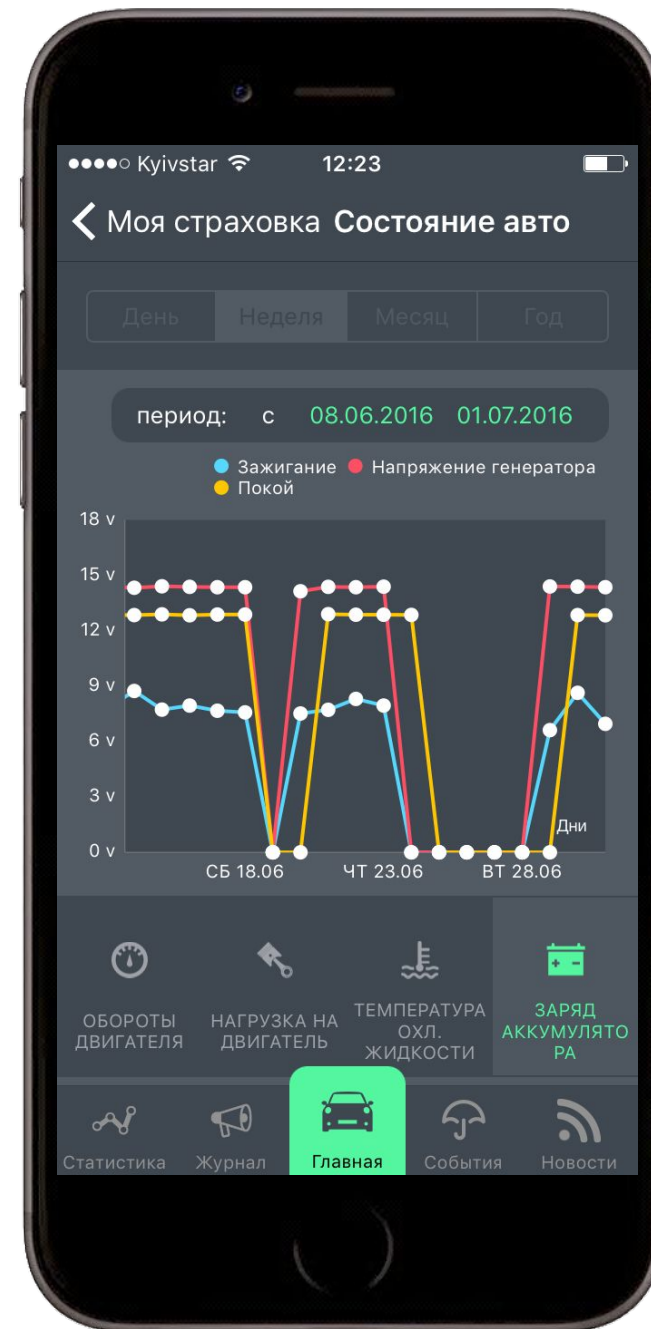 Kyivstar 12:23
Моя страховка Состояние авто
День Неделя Месяц Год
период: с 08.06.2016 01.07.2016
Зажигание Напряжение генератора
Покой
18 v
15 v
12 v
9 v
6 v
3 v
Дни
0 v
СБ 18.06 ЧТ 23.06 ВТ 28.06
ОБОРОТЫ ДВИГАТЕЛЯ
НАГРУЗКА НА ДВИГАТЕЛЬ
ТЕМПЕРАТУРА ОХЛ. ЖИДКОСТИ
ЗАРЯД АККУМУЛЯТО РА
Статистика Журнал Главная События Новости